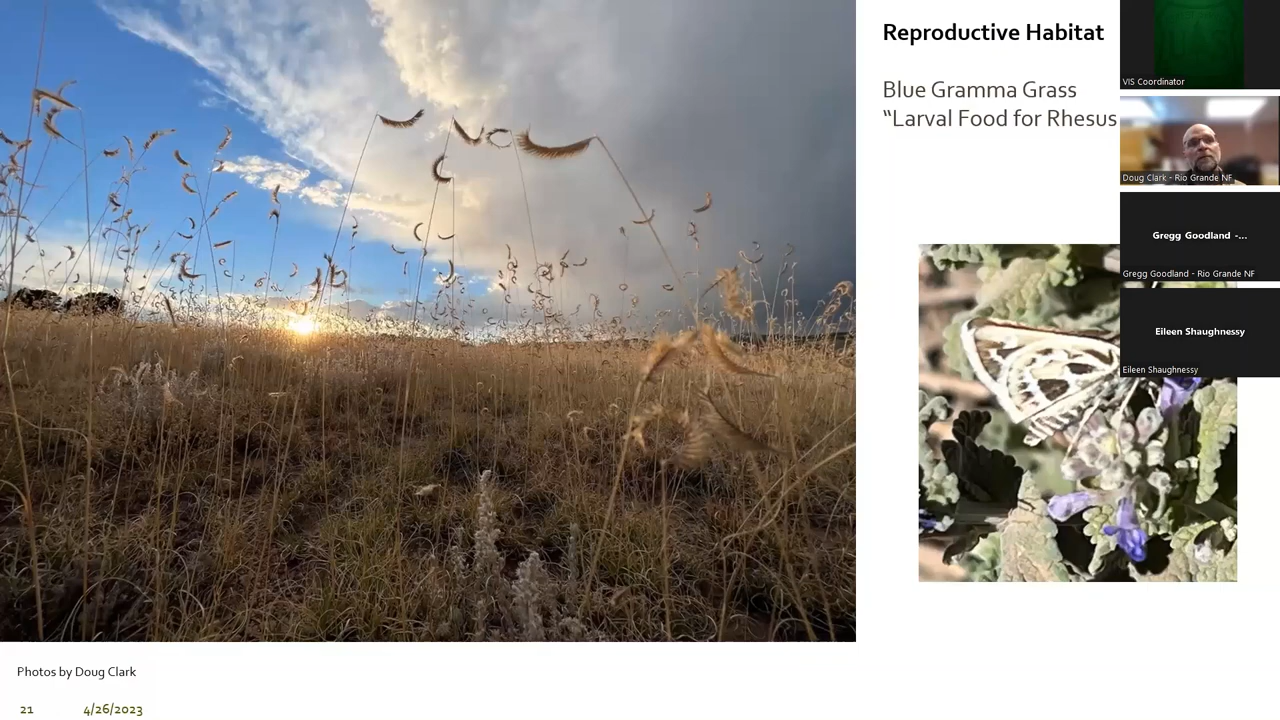 Reproductive Habitat
Blue Gramma Grass
“Larval Food for Rhesus
VIS Coordinator
Doug Clark - Rio Grande NF
Gregg Goodland -...
Gregg Goodland - Rio Grande NF
Eileen Shaughnessy
Eileen Shaughnessy
Photos by Doug Clark
21 4/26/2023